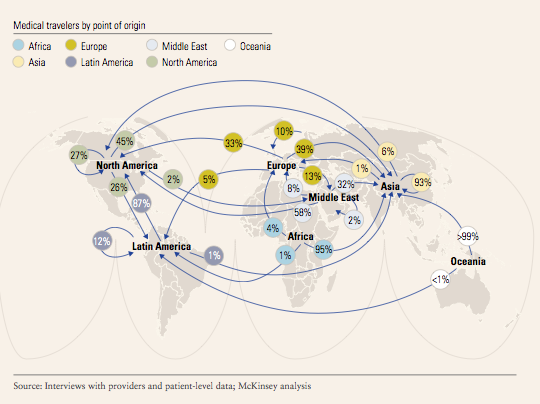 Medical travelers by point of origin
Africa Europe Middle East Oceania
Asia Latin America North America
10%
45%
33%
39%
6%
27%
North America
Europe
1%
2%
5%
13%
8%
32%
Asia
93%
26%
Middle East
87%
58%
2%
4%
Africa
>99%
12%
Latin America
95%
1%
1%
Oceania
<1%
Source: Interviews with providers and patient-level data; McKinsey analysis